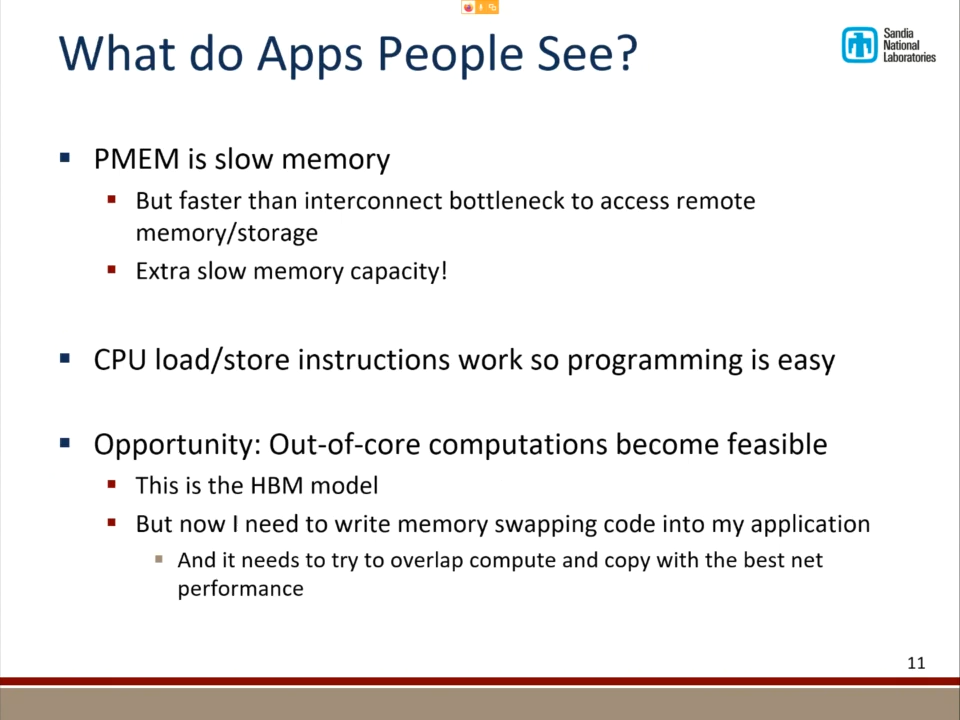 What do Apps People See?
Sandia
National
Laboratories
PMEM is slow memory
But faster than interconnect bottleneck to access remote
memory/storage
Extra slow memory capacity!
CPU load/store instructions work so programming is easy
Opportunity: Out-of-core computations become feasible
This is the HBM model
But now I need to write memory swapping code into my application
And it needs to try to overlap compute and copy with the best net
performance
11